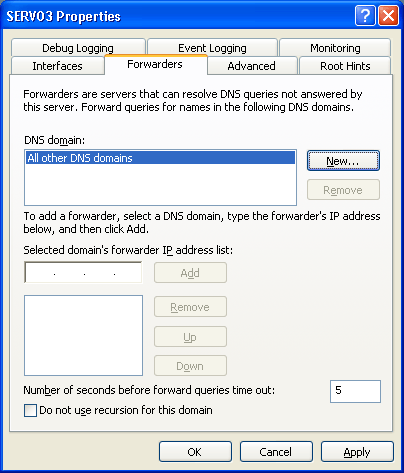 SERVO3 Properties
Debug Logging Event Logging Monitoring
Interfaces Forwarders Advanced Root Hints
Forwarders are servers that can resolve DNS queries not answered by
this server. Forward queries for names in the following DNS domains.
DNS domain:
All other DNS domains
New...
Remove
To add a forwarder, select a DNS domain, type the forwarder's IP address
below, and then click Add.
Selected domain's forwarder IP address list:
. . .
Add
Remove
Up
Down
Number of seconds before forward queries time out: 5
Do not use recursion for this domain
OK Cancel Apply